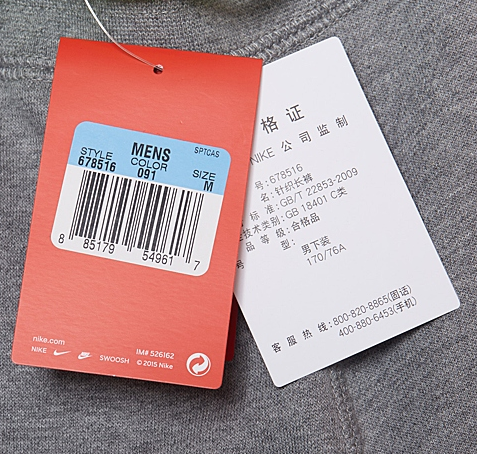 SPTCAS
MENS
STYLE COLOR SIZE
678516 091 M
8 85179 54961 7
nike.com
NIKE SWOOSH
IM# 526162
© 2015 Nike
格 证
NIKE 公 司 监 制
号: 678516
名: 针织长裤
标 准: GB/T 22853-2009
技术类别: GB 18401 C类
品 等 级: 合格品
号 型: 男下装
170/76A
客 服 热 线: 800-820-8865(固话)
400-880-6453(手机)